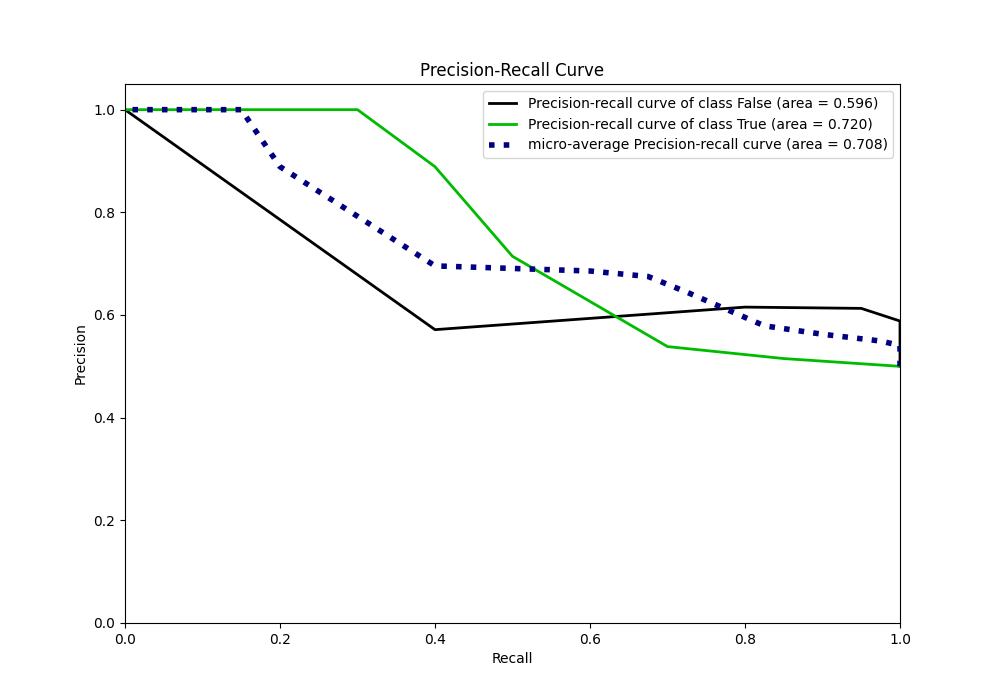 Precision-Recall Curve
Precision-recall curve of class False (area = 0.596)
Precision-recall curve of class True (area = 0.720)
micro-average Precision-recall curve (area = 0.708)
1.0
0.8
0.6
0.4
0.2
0.0
Precision
0.0 0.2 0.4 0.6 0.8 1.0
Recall